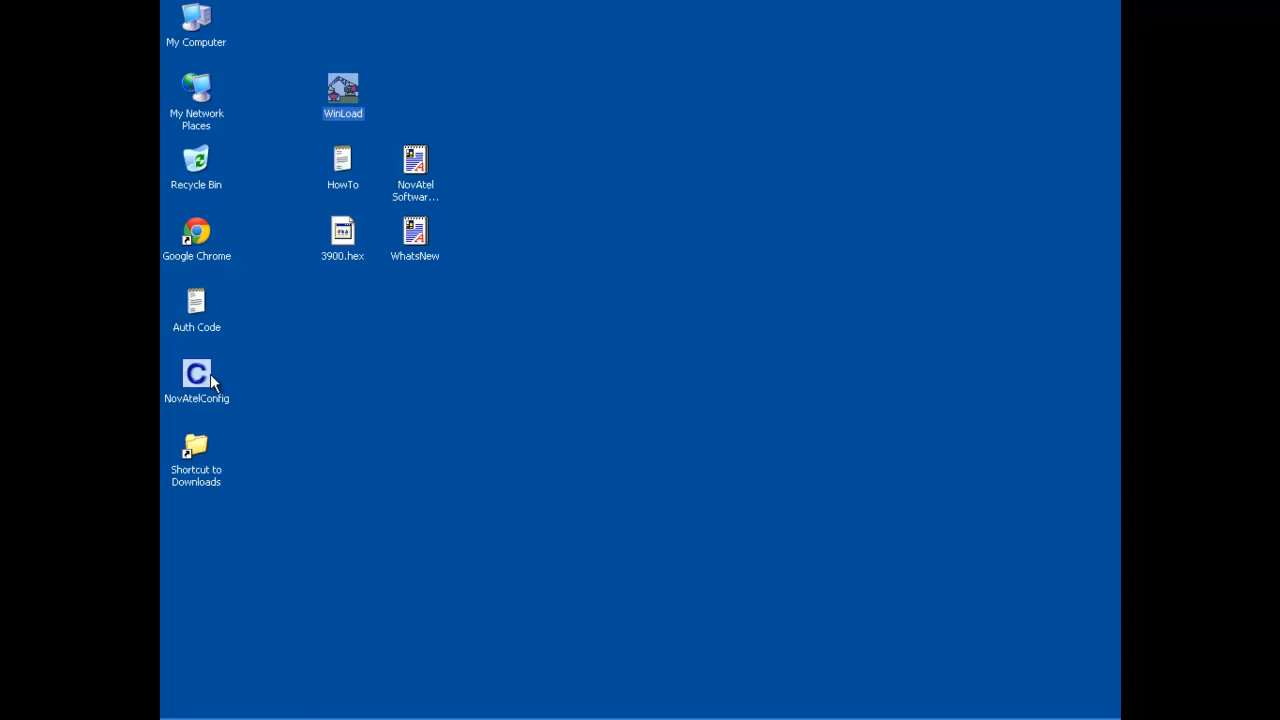 My Computer
My Network
Places
Recycle Bin
Google Chrome
Auth Code
C
NovAtelConfig
Shortcut to
Downloads
WinLoad
HowTo
3900.hex
NovAtel
Softwar...
WhatsNew